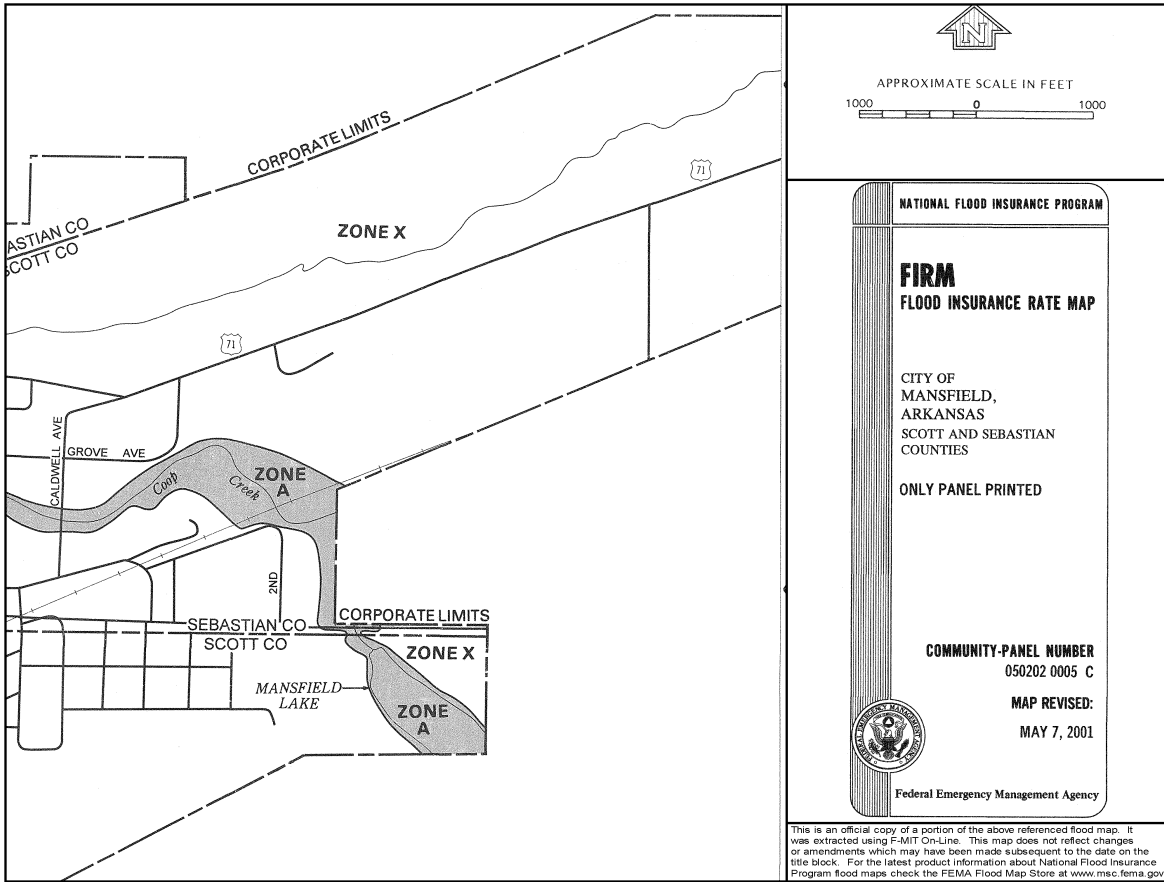 N
APPROXIMATE SCALE IN FEET
1000 0 1000
CORPORATE LIMITS
71
ASTIAN CO
SCOTT CO
ZONE X
71
CALDWELL AVE
GROVE AVE
ZONE
A
Coop
Creek
2ND
CORPORATE LIMITS
SEBASTIAN CO
SCOTT CO
ZONE X
MANSFIELD
LAKE
ZONE
A
NATIONAL FLOOD INSURANCE PROGRAM
FIRM
FLOOD INSURANCE RATE MAP
CITY OF
MANSFIELD,
ARKANSAS
SCOTT AND SEBASTIAN
COUNTIES
ONLY PANEL PRINTED
COMMUNITY-PANEL NUMBER
050202 0005 C
MAP REVISED:
MAY 7, 2001
FEDERAL EMERGENCY MANAGEMENT AGENCY
Federal Emergency Management Agency
This is an official copy of a portion of the above referenced flood map. It
was extracted using F-MIT On-Line. This map does not reflect changes
or amendments which may have been made subsequent to the date on the
title block. For the latest product information about National Flood Insurance
Program flood maps check the FEMA Flood Map Store at www.msc.fema.gov